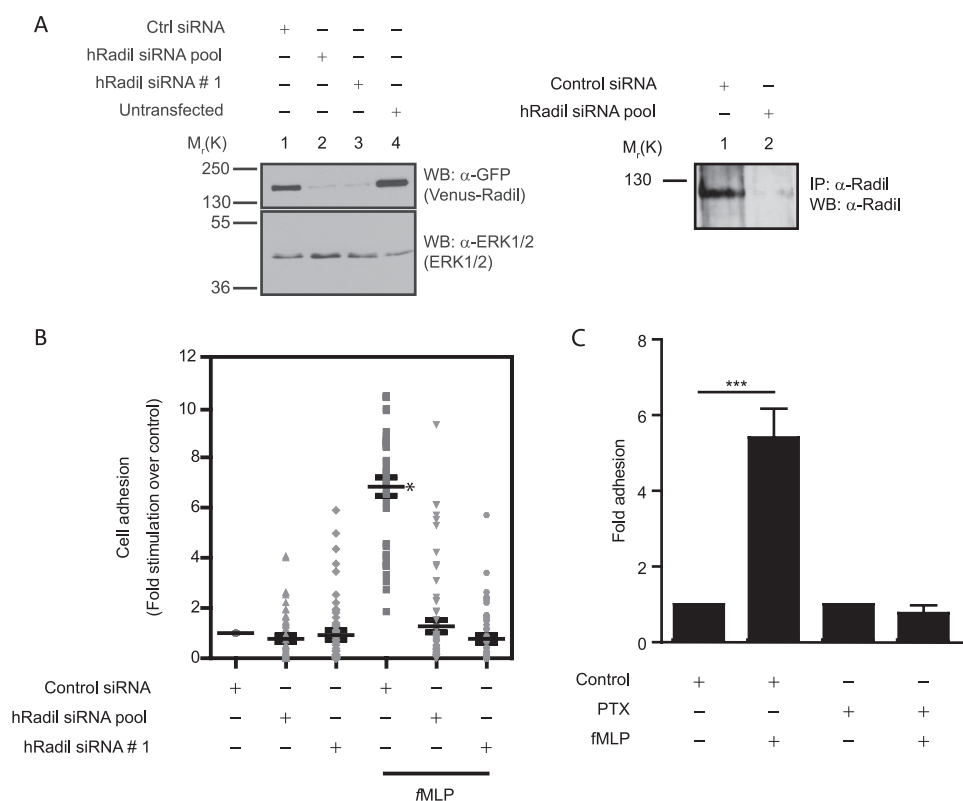 A
Ctrl siRNA + – – –
hRadil siRNA pool – + – –
hRadil siRNA # 1 – – + –
Untransfected – – – +
Mr(K) 1 2 3 4
250
130
WB: α-GFP
(Venus-Radil)
55
36
WB: α-ERK1/2
(ERK1/2)
Control siRNA + –
hRadil siRNA pool – +
Mr(K) 1 2
130
IP: α-Radil
WB: α-Radil
B
Cell adhesion
(Fold stimulation over control)
12
10
8
6
4
2
0
*
Control siRNA + – – + – –
hRadil siRNA pool – + – – + –
hRadil siRNA # 1 – – + – – +
fMLP
C
Fold adhesion
8
6
4
2
0
***
Control + + – –
PTX – – + +
fMLP – + – +